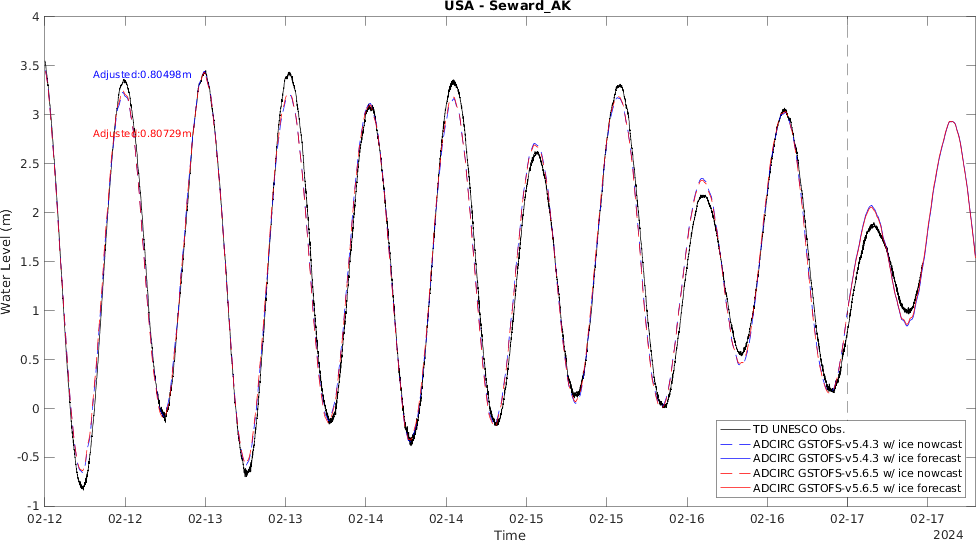 USA - Seward_AK
4
3.5
3
2.5
2
1.5
1
0.5
0
-0.5
-1
Water Level (m)
Adjusted:0.80498m
Adjusted:0.80729m
TD UNESCO Obs.
ADCIRC GSTOFS-v5.4.3 w/ ice nowcast
ADCIRC GSTOFS-v5.4.3 w/ ice forecast
ADCIRC GSTOFS-v5.6.5 w/ ice nowcast
ADCIRC GSTOFS-v5.6.5 w/ ice forecast
02-12 02-12 02-13 02-13 02-14 02-14 02-15 02-15 02-16 02-16 02-17 02-17
Time
2024